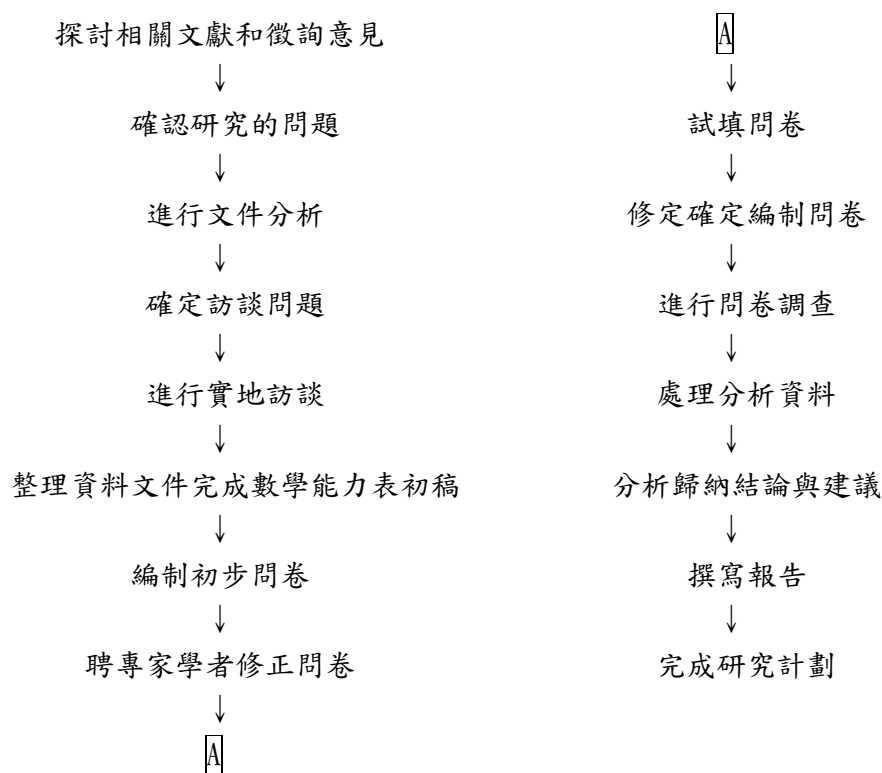 探討相關文獻和徵詢意見
↓
確認研究的問題
↓
進行文件分析
↓
確定訪談問題
↓
進行實地訪談
↓
整理資料文件完成數學能力表初稿
↓
編制初步問卷
↓
聘專家學者修正問卷
↓
A
A
↓
試填問卷
↓
修定確定編制問卷
↓
進行問卷調查
↓
處理分析資料
↓
分析歸納結論與建議
↓
撰寫報告
↓
完成研究計劃